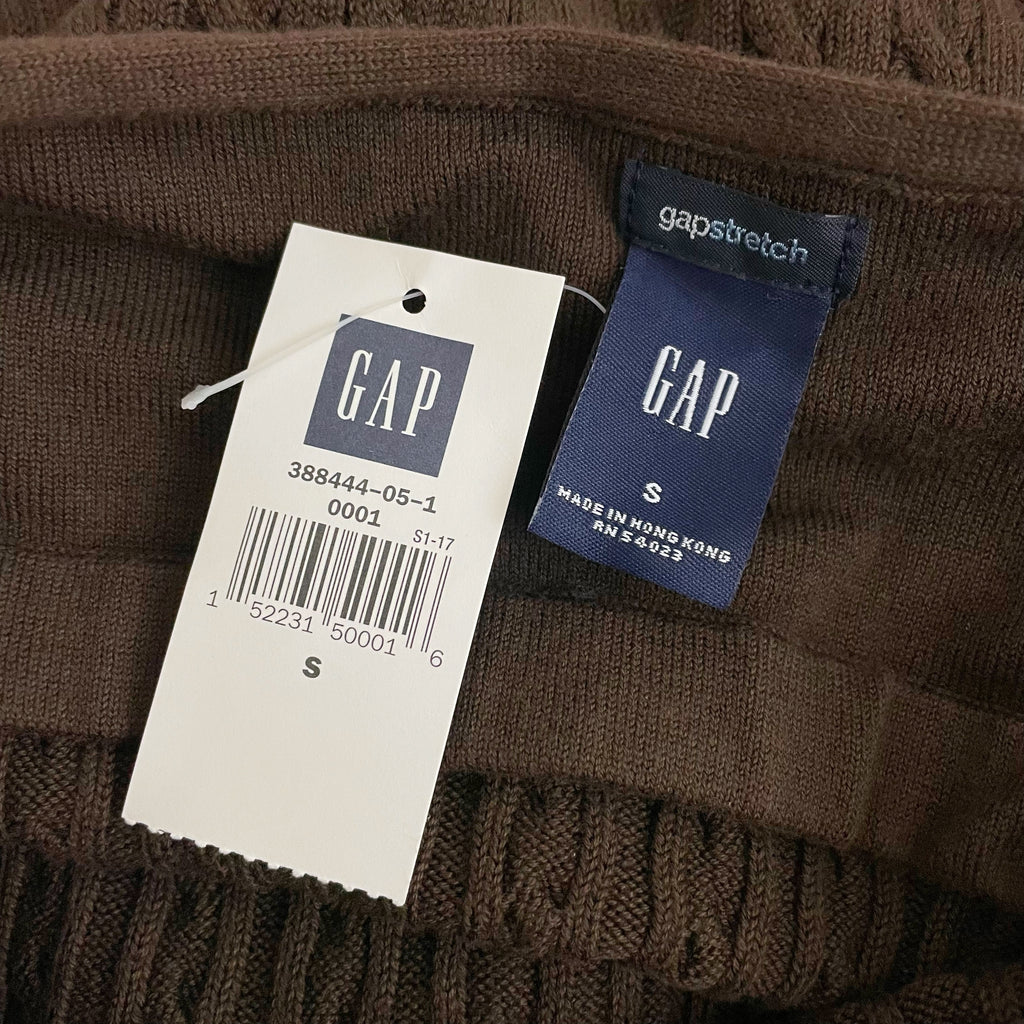 GAP
388444-05-1
0001
S1-17
1 52231 50001 6
S
gapstretch
GAP
S
MADE IN HONG KONG
RN 54023